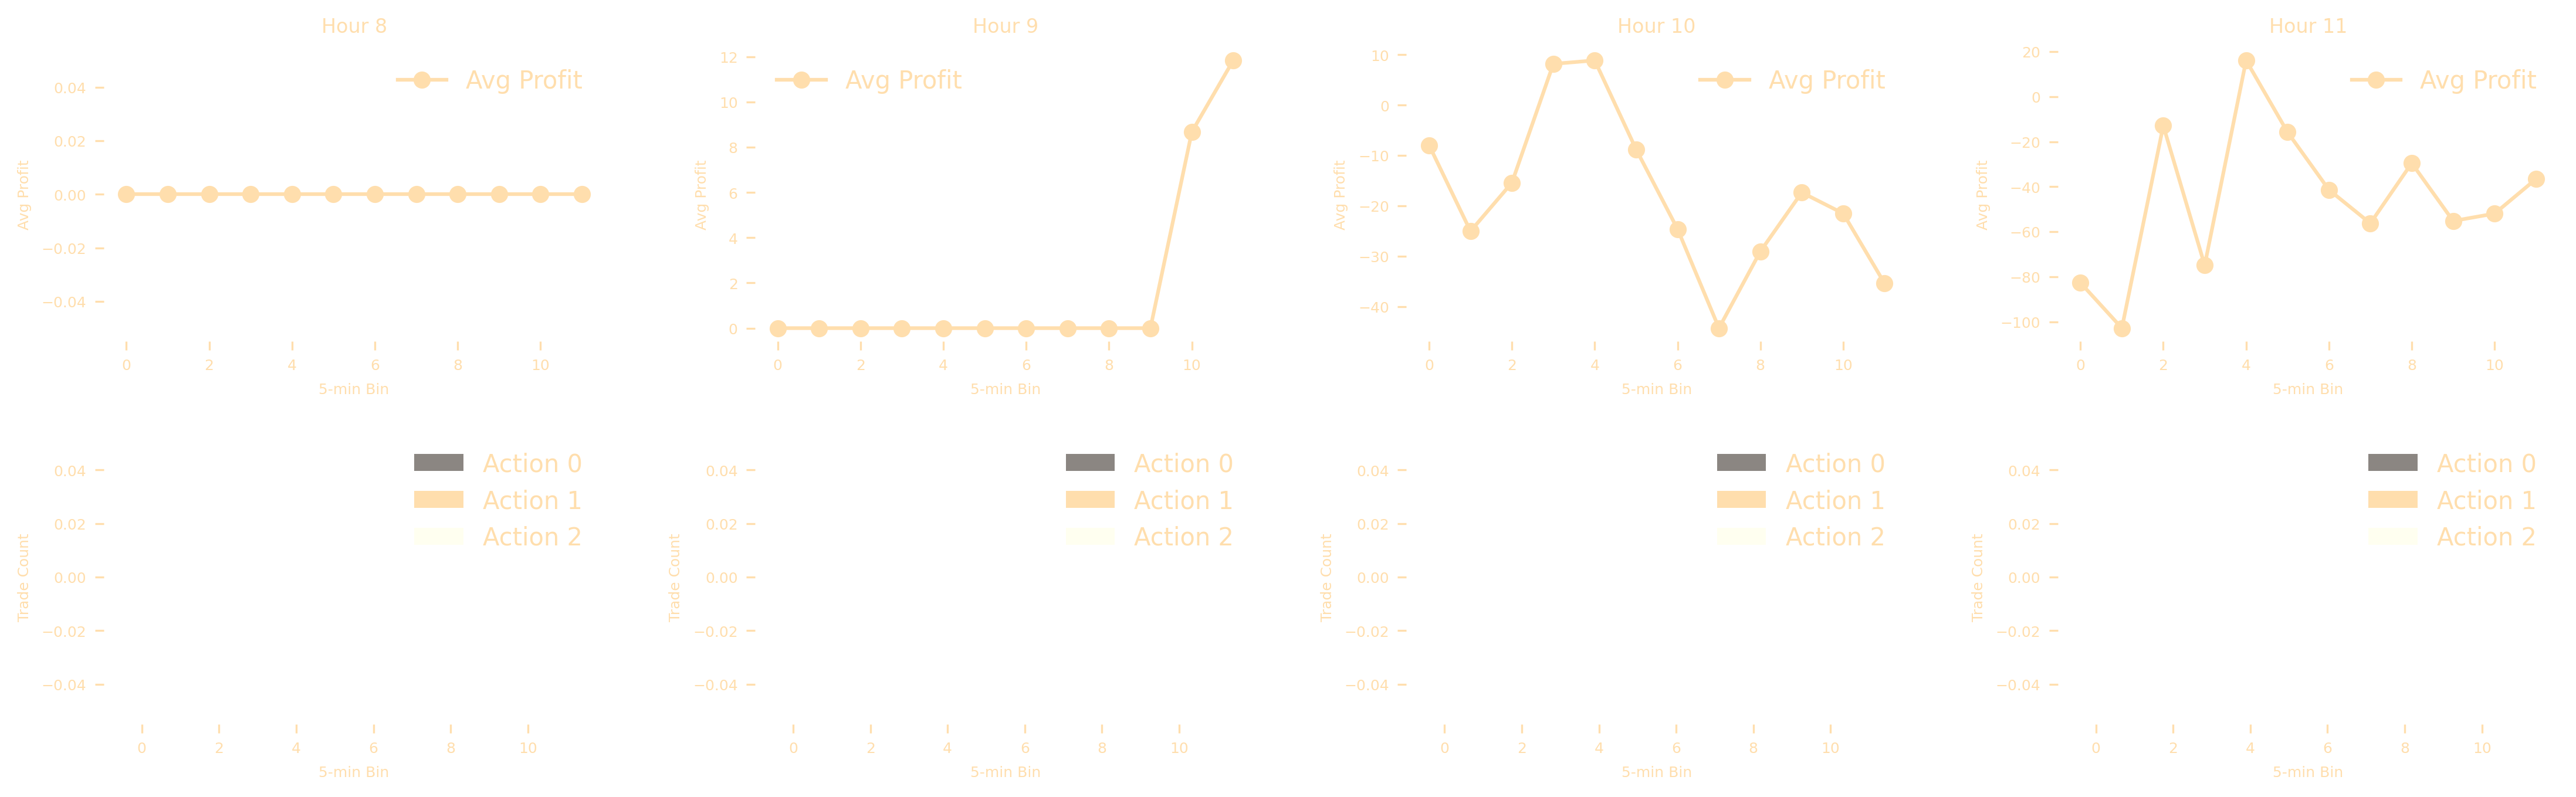 Hour 8
Avg Profit
0.04
0.02
0.00
−0.02
−0.04
Avg Profit
0 2 4 6 8 10
5-min Bin
Hour 9
Avg Profit
12
10
8
6
4
2
0
Avg Profit
0 2 4 6 8 10
5-min Bin
Hour 10
Avg Profit
10
0
−10
−20
−30
−40
Avg Profit
0 2 4 6 8 10
5-min Bin
Hour 11
Avg Profit
20
0
−20
−40
−60
−80
−100
Avg Profit
0 2 4 6 8 10
5-min Bin
Action 0
Action 1
Action 2
0.04
0.02
0.00
−0.02
−0.04
Trade Count
0 2 4 6 8 10
5-min Bin
Action 0
Action 1
Action 2
0.04
0.02
0.00
−0.02
−0.04
Trade Count
0 2 4 6 8 10
5-min Bin
Action 0
Action 1
Action 2
0.04
0.02
0.00
−0.02
−0.04
Trade Count
0 2 4 6 8 10
5-min Bin
Action 0
Action 1
Action 2
0.04
0.02
0.00
−0.02
−0.04
Trade Count
0 2 4 6 8 10
5-min Bin